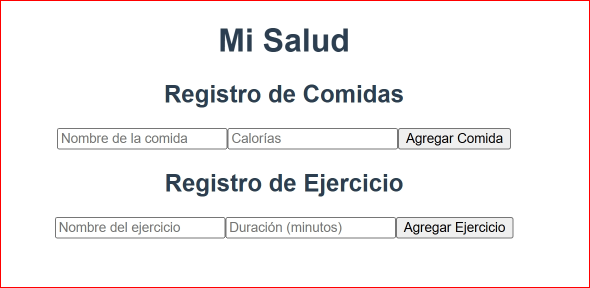 Mi Salud
Registro de Comidas
Nombre de la comida Calorías Agregar Comida
Registro de Ejercicio
Nombre del ejercicio Duración (minutos) Agregar Ejercicio